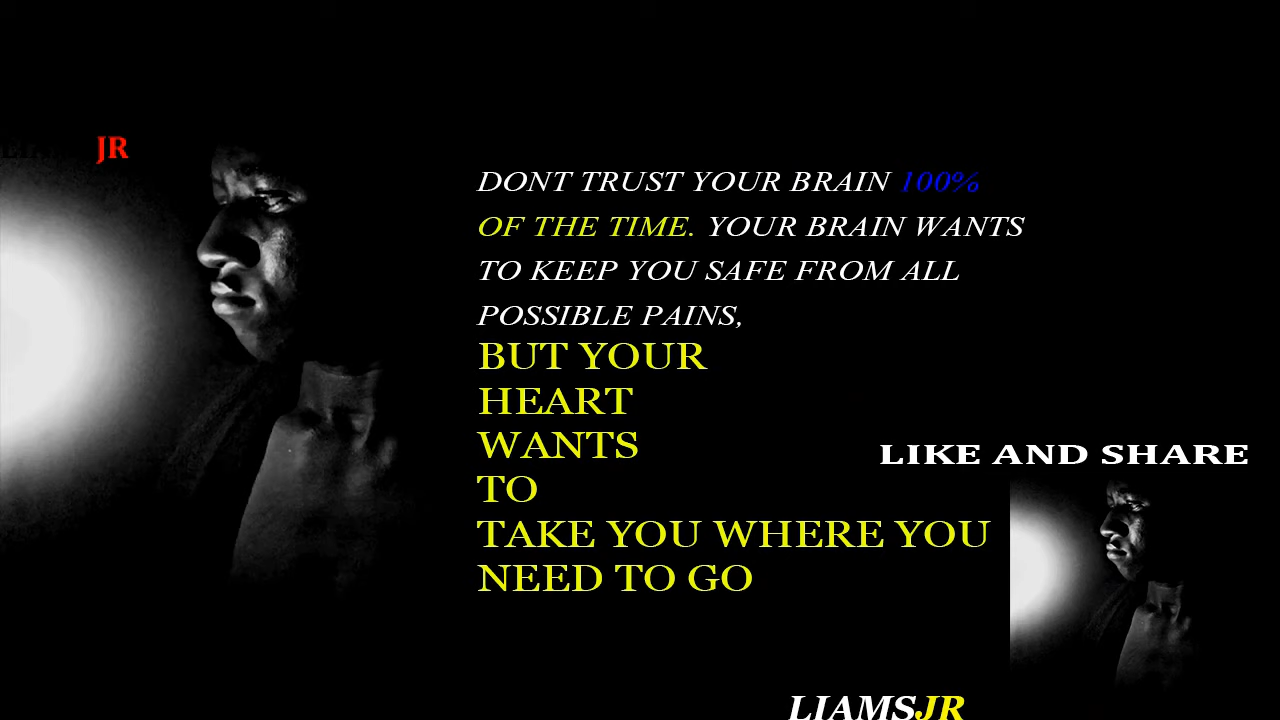 LIAMSJR
DONT TRUST YOUR BRAIN 100%
OF THE TIME. YOUR BRAIN WANTS
TO KEEP YOU SAFE FROM ALL
POSSIBLE PAINS,
BUT YOUR
HEART
WANTS
TO
TAKE YOU WHERE YOU
NEED TO GO
LIKE AND SHARE
LIAMSJR